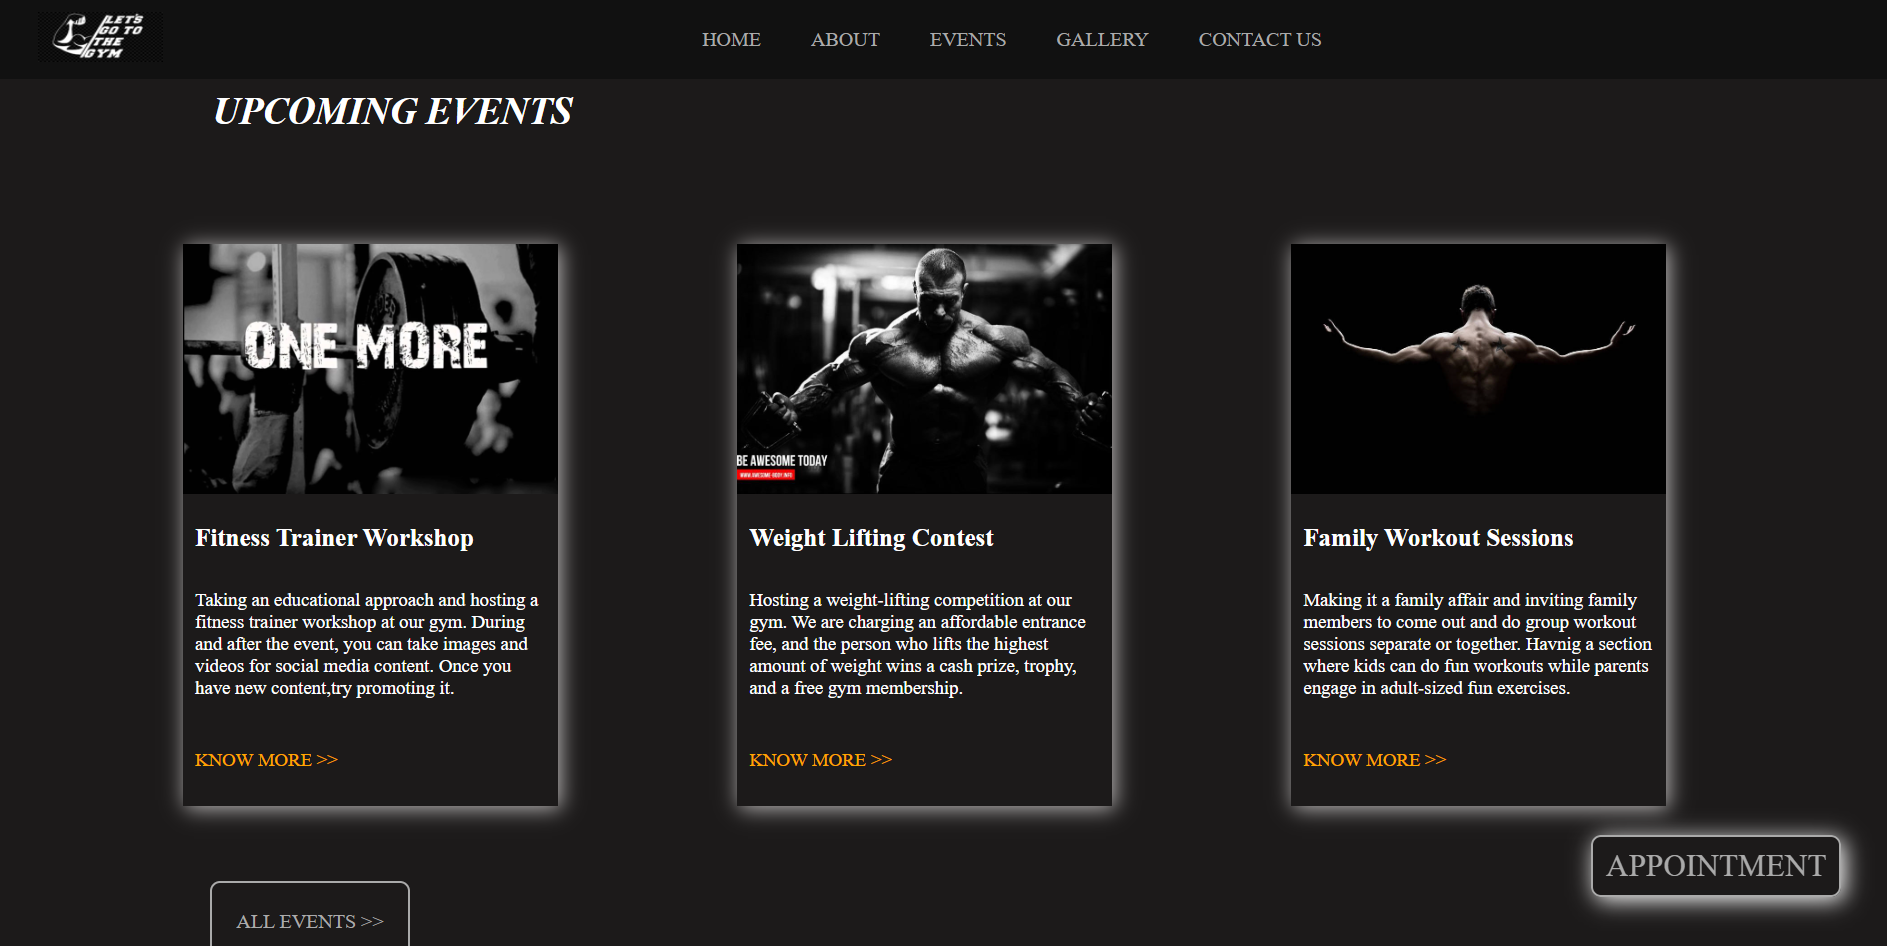 LET'S
GO TO
THE
GYM
HOME ABOUT EVENTS GALLERY CONTACT US
UPCOMING EVENTS
ONE MORE
BE AWESOME TODAY
WWW.AWESOME-BODY.INFO
Fitness Trainer Workshop
Taking an educational approach and hosting a
fitness trainer workshop at our gym. During
and after the event, you can take images and
videos for social media content. Once you
have new content,try promoting it.
KNOW MORE >>
Weight Lifting Contest
Hosting a weight-lifting competition at our
gym. We are charging an affordable entrance
fee, and the person who lifts the highest
amount of weight wins a cash prize, trophy,
and a free gym membership.
KNOW MORE >>
Family Workout Sessions
Making it a family affair and inviting family
members to come out and do group workout
sessions separate or together. Havnig a section
where kids can do fun workouts while parents
engage in adult-sized fun exercises.
KNOW MORE >>
APPOINTMENT
ALL EVENTS >>